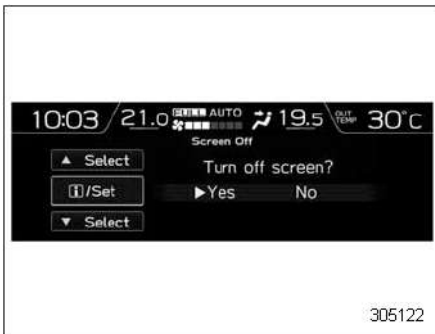 10:03 21.0 FULL AUTO 19.5 OUT TEMP 30°C
Screen Off
▲ Select
Turn off screen?
i/Set
▶Yes No
▼ Select
305122